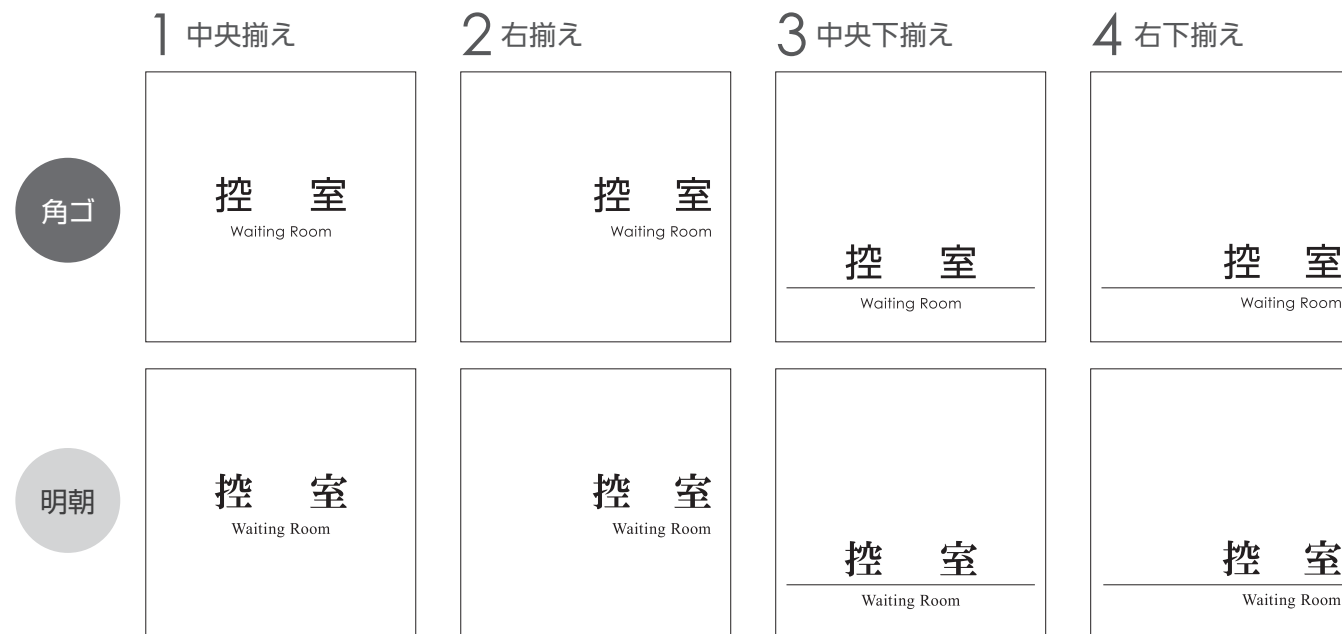 1 中央揃え
2 右揃え
3 中央下揃え
4 右下揃え
角ゴ
控 室
Waiting Room
控 室
Waiting Room
控 室
Waiting Room
控 室
Waiting Room
明朝
控 室
Waiting Room
控 室
Waiting Room
控 室
Waiting Room
控 室
Waiting Room